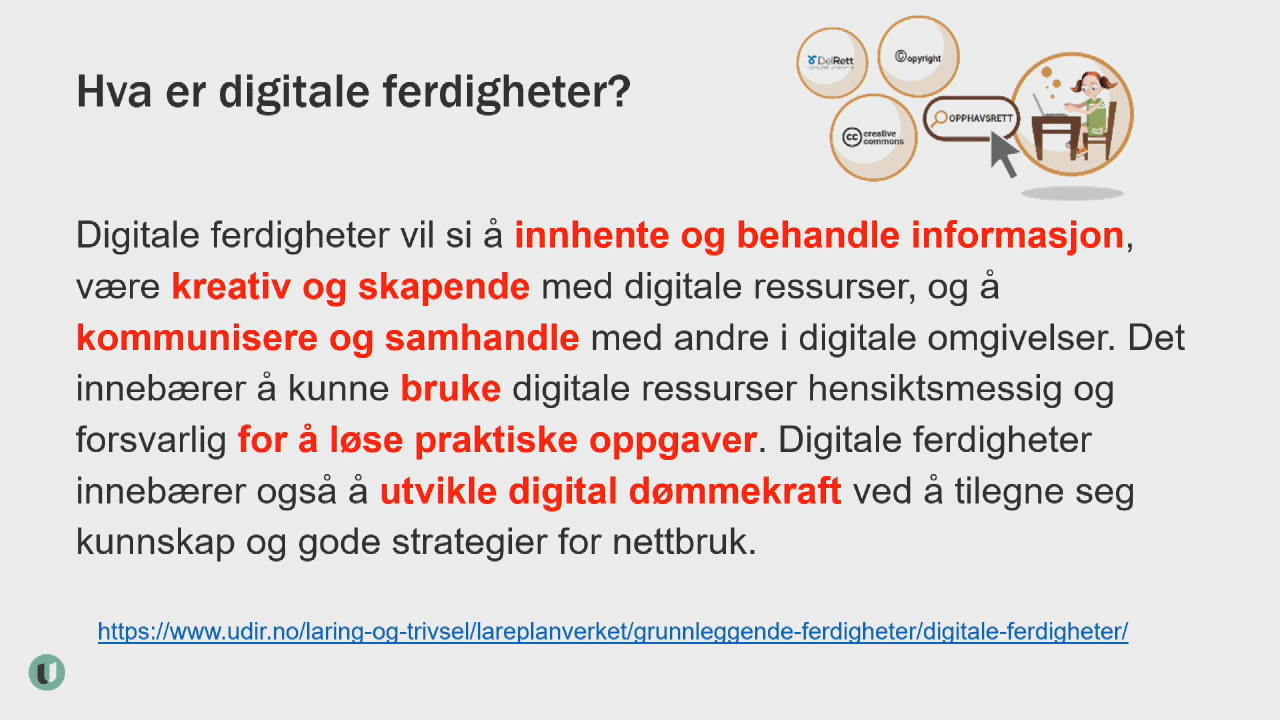 Hva er digitale ferdigheter?
DelRett
©opyright
cc creative
commons
OPPHAVSRETT
Digitale ferdigheter vil si å innhente og behandle informasjon,
være kreativ og skapende med digitale ressurser, og å
kommunisere og samhandle med andre i digitale omgivelser. Det
innebærer å kunne bruke digitale ressurser hensiktsmessig og
forsvarlig for å løse praktiske oppgaver. Digitale ferdigheter
innebærer også å utvikle digital dømmekraft ved å tilegne seg
kunnskap og gode strategier for nettbruk.
https://www.udir.no/laring-og-trivsel/lareplanverket/grunnleggende-ferdigheter/digitale-ferdigheter/